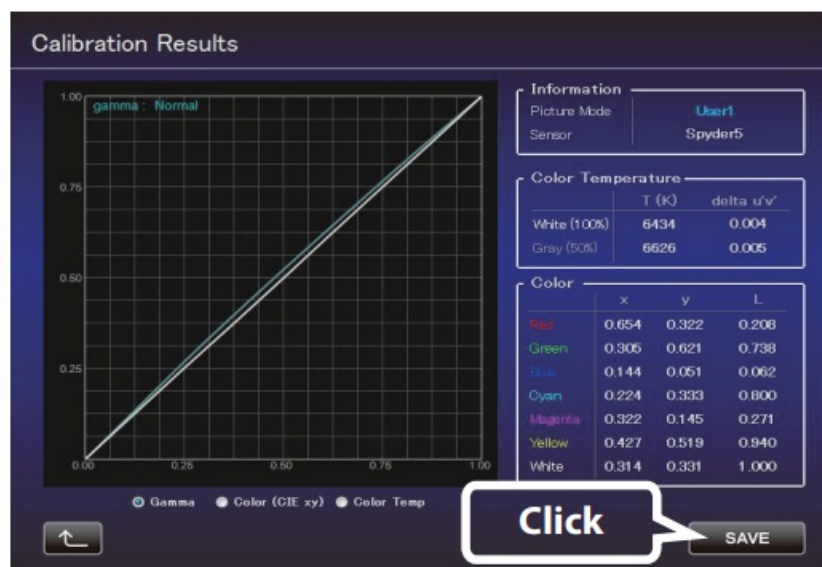 Calibration Results
gamma : Normal
1.00
0.75
0.50
0.25
0.00 0.25 0.50 0.75 1.00
Gamma Color (CIE xy) Color Temp
Information
Picture Mode User1
Sensor Spyder5
Color Temperature
T (K) delta u'v'
White (100%) 6434 0.004
Gray (50%) 6626 0.005
Color
x y L
Red 0.654 0.322 0.208
Green 0.305 0.621 0.738
Blue 0.144 0.051 0.062
Cyan 0.224 0.333 0.800
Magenta 0.322 0.145 0.271
Yellow 0.427 0.519 0.940
White 0.314 0.331 1.000
Click
SAVE